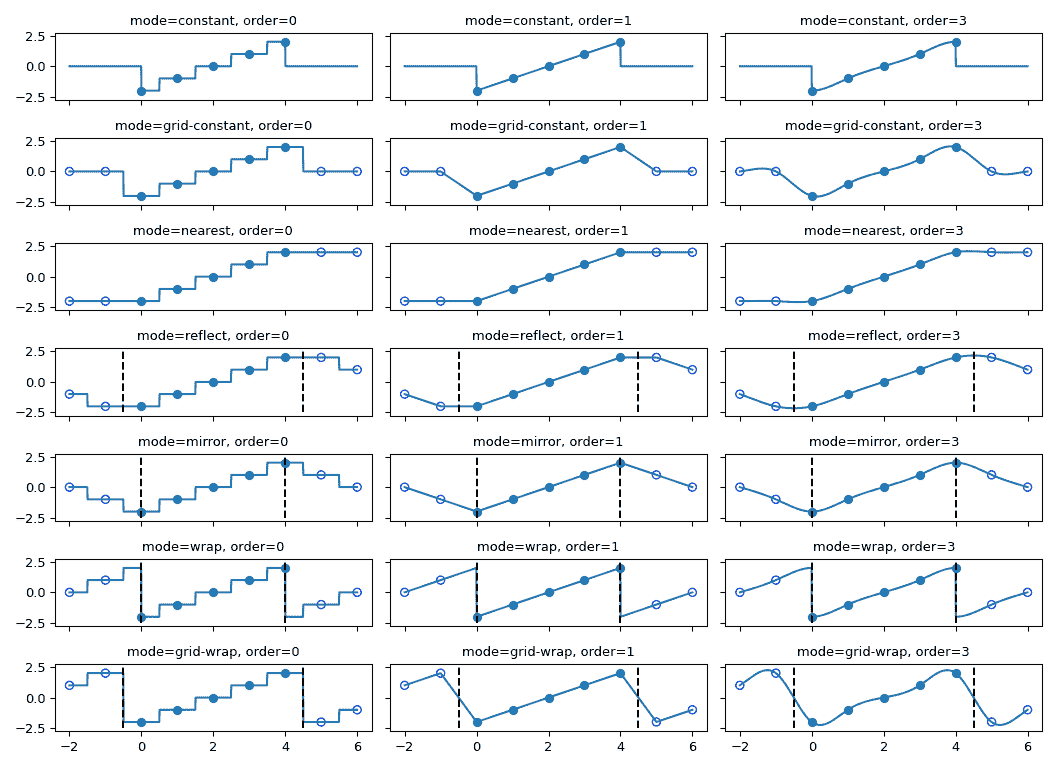 mode=constant, order=0 mode=constant, order=1 mode=constant, order=3
2.5
0.0
−2.5
mode=grid-constant, order=0 mode=grid-constant, order=1 mode=grid-constant, order=3
2.5
0.0
−2.5
mode=nearest, order=0 mode=nearest, order=1 mode=nearest, order=3
2.5
0.0
−2.5
mode=reflect, order=0 mode=reflect, order=1 mode=reflect, order=3
2.5
0.0
−2.5
mode=mirror, order=0 mode=mirror, order=1 mode=mirror, order=3
2.5
0.0
−2.5
mode=wrap, order=0 mode=wrap, order=1 mode=wrap, order=3
2.5
0.0
−2.5
mode=grid-wrap, order=0 mode=grid-wrap, order=1 mode=grid-wrap, order=3
2.5
0.0
−2.5
−2 0 2 4 6 −2 0 2 4 6 −2 0 2 4 6